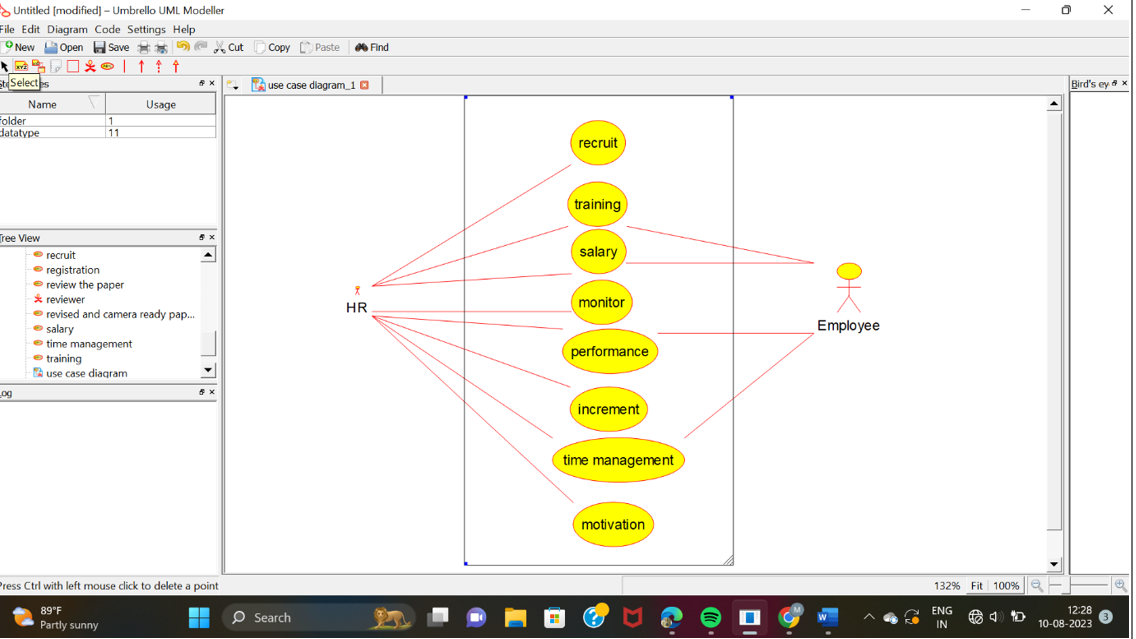 Untitled [modified] – Umbrello UML Modeller
File Edit Diagram Code Settings Help
New Open Save Cut Copy Paste Find
XYZ
Select
Name Usage
folder 1
datatype 11
use case diagram_1
Bird's ey
Tree View
recruit
registration
review the paper
reviewer
revised and camera ready pap...
salary
time management
training
use case diagram
Log
recruit
training
salary
monitor
performance
increment
time management
motivation
HR
Employee
Press Ctrl with left mouse click to delete a point
132% Fit 100%
89°F
Partly sunny
Search
M
W
ENG
IN
12:28
10-08-2023
3